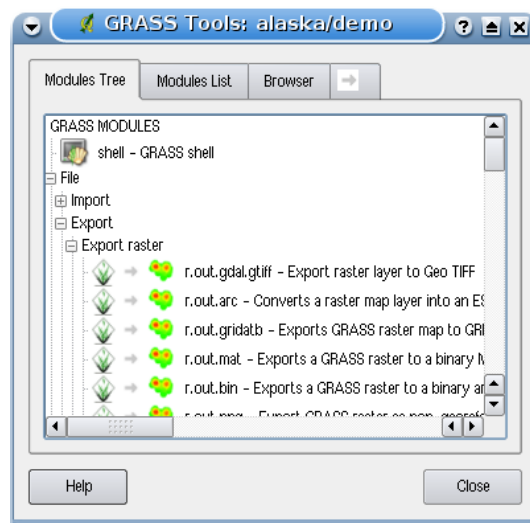 GRASS Tools: alaska/demo
Modules Tree
Modules List
Browser
GRASS MODULES
shell - GRASS shell
File
Import
Export
Export raster
r.out.gdal.gtiff - Export raster layer to Geo TIFF
r.out.arc - Converts a raster map layer into an
r.out.gridatb - Exports GRASS raster map to
r.out.mat - Exports a GRASS raster to a binary
r.out.bin - Exports a GRASS raster to a binary
Help
Close